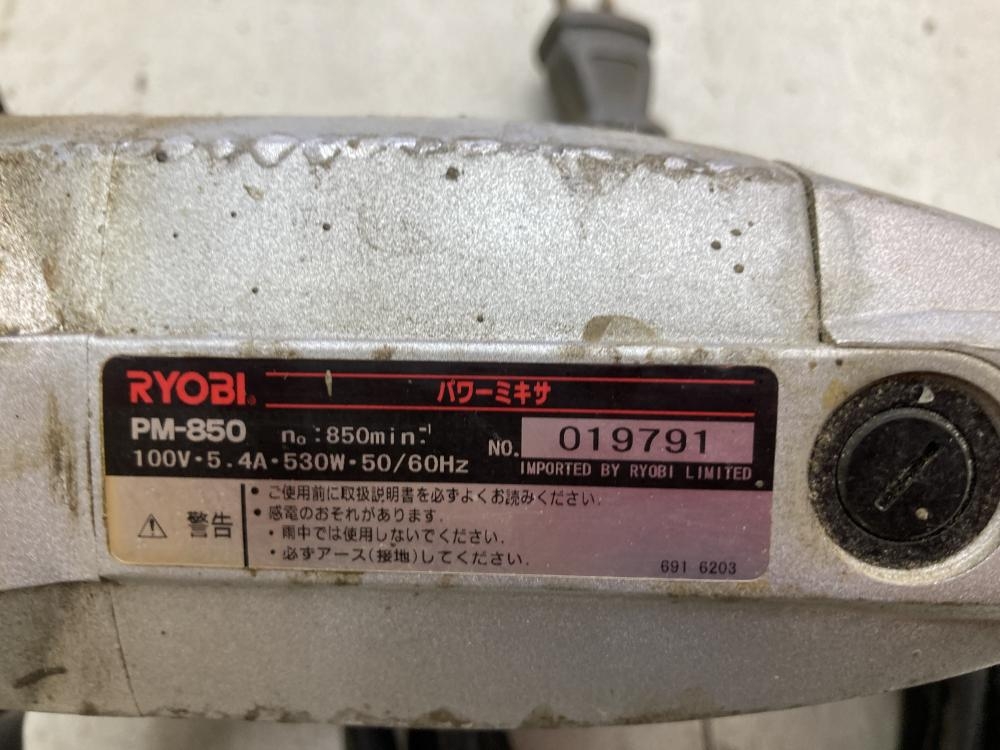 RYOBI® パワーミキサ
PM-850 n₀:850min⁻¹
NO. 019791
100V・5.4A・530W・50/60Hz
IMPORTED BY RYOBI LIMITED.
警告
・ご使用前に取扱説明書を必ずよくお読みください.
・感電のおそれがあります.
・雨中では使用しないでください.
・必ずアース(接地)してください.
691 6203